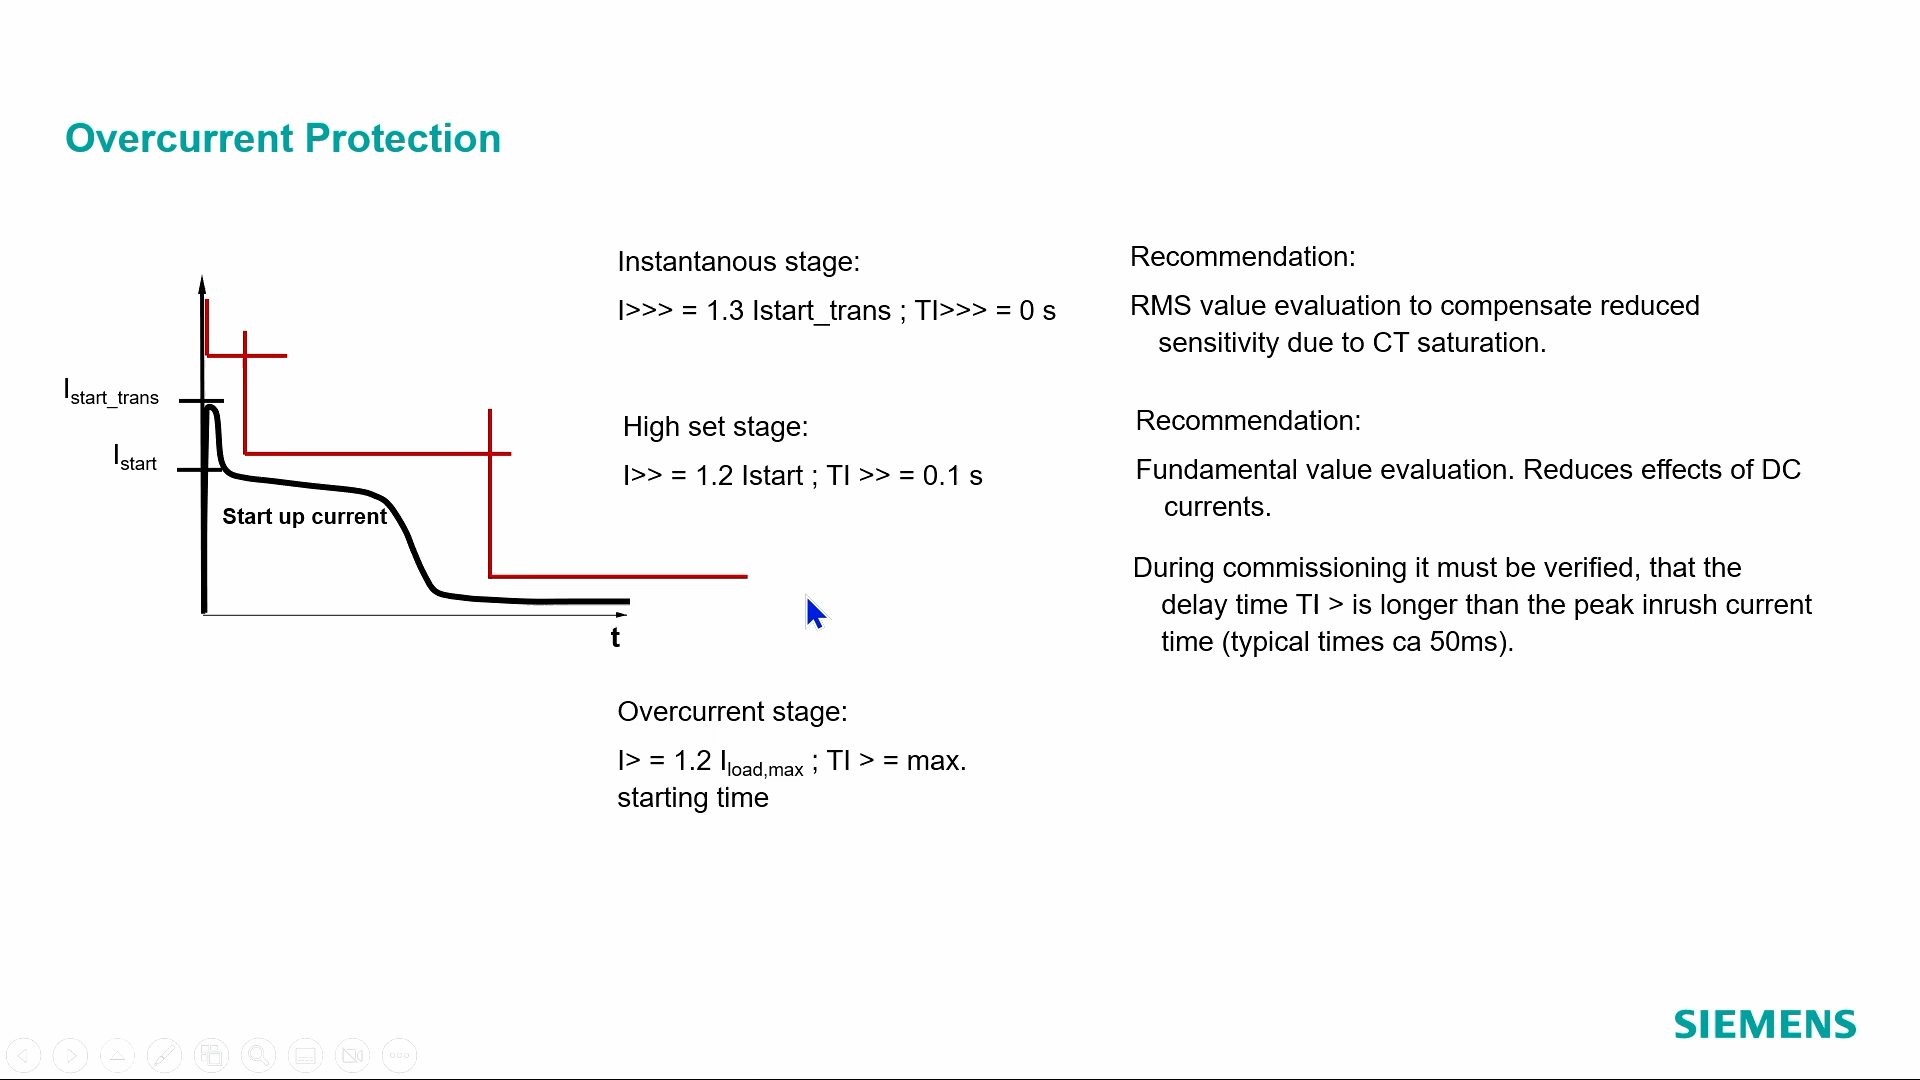 Overcurrent Protection
Istart_trans
Istart
Start up current
t
Instantanous stage:
I>>> = 1.3 Istart_trans ; TI>>> = 0 s
High set stage:
I>> = 1.2 Istart ; TI >> = 0.1 s
Overcurrent stage:
I> = 1.2 Iload,max ; TI > = max.
starting time
Recommendation:
RMS value evaluation to compensate reduced
sensitivity due to CT saturation.
Recommendation:
Fundamental value evaluation. Reduces effects of DC
currents.
During commissioning it must be verified, that the
delay time TI > is longer than the peak inrush current
time (typical times ca 50ms).
SIEMENS